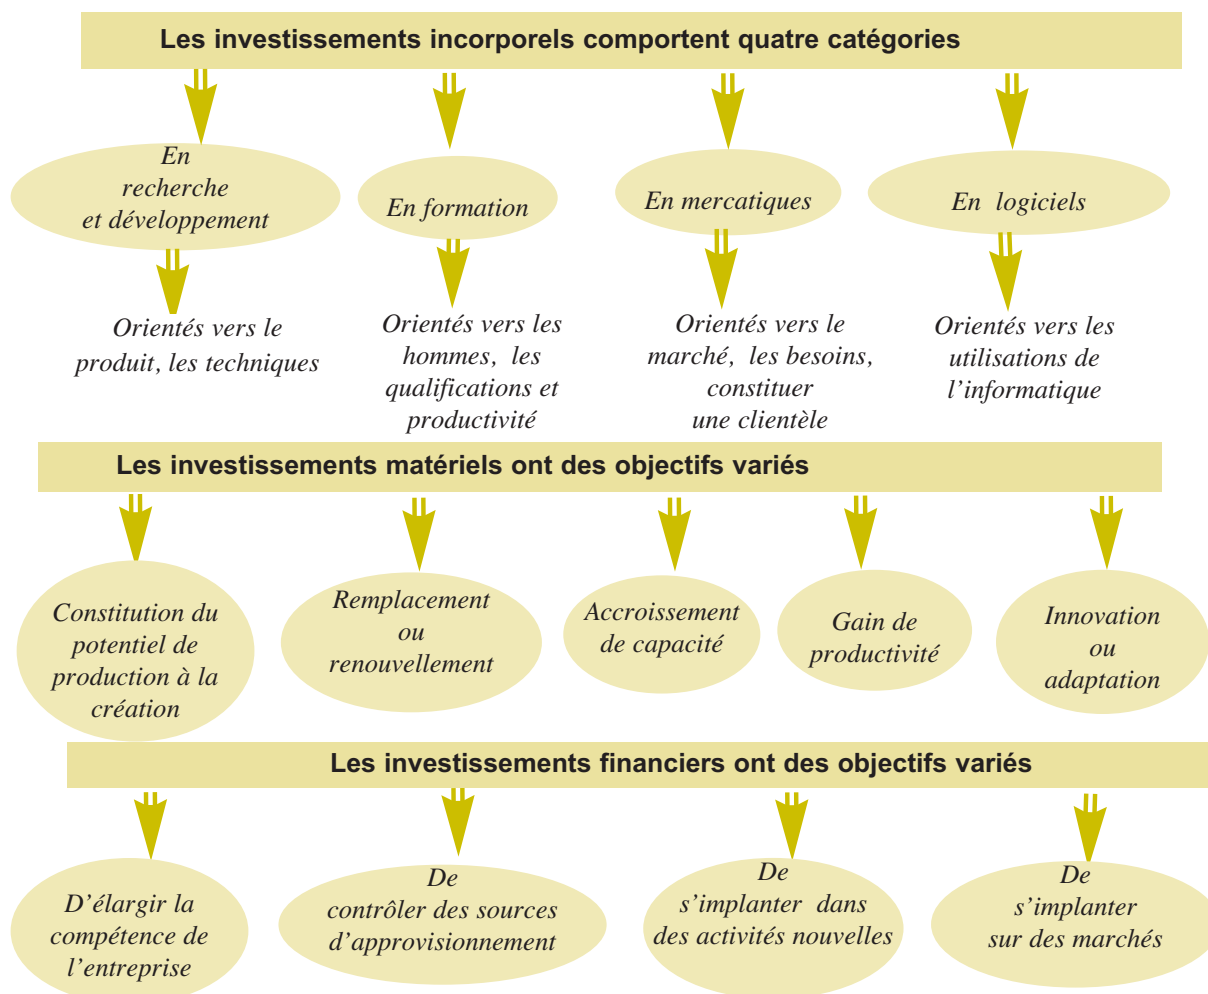 Les investissements incorporels comportent quatre catégories
En
recherche
et développement
En formation
En mercatiques
En logiciels
Orientés vers le
produit, les techniques
Orientés vers les
hommes, les
qualifications et
productivité
Orientés vers le
marché, les besoins,
constituer
une clientèle
Orientés vers les
utilisations de
l'informatique
Les investissements matériels ont des objectifs variés
Constitution du
potentiel de
production à la
création
Remplacement
ou
renouvellement
Accroissement
de capacité
Gain de
productivité
Innovation
ou
adaptation
Les investissements financiers ont des objectifs variés
D'élargir la
compétence de
l'entreprise
De
contrôler des sources
d'approvisionnement
De
s'implanter dans
des activités nouvelles
De
s'implanter
sur des marchés